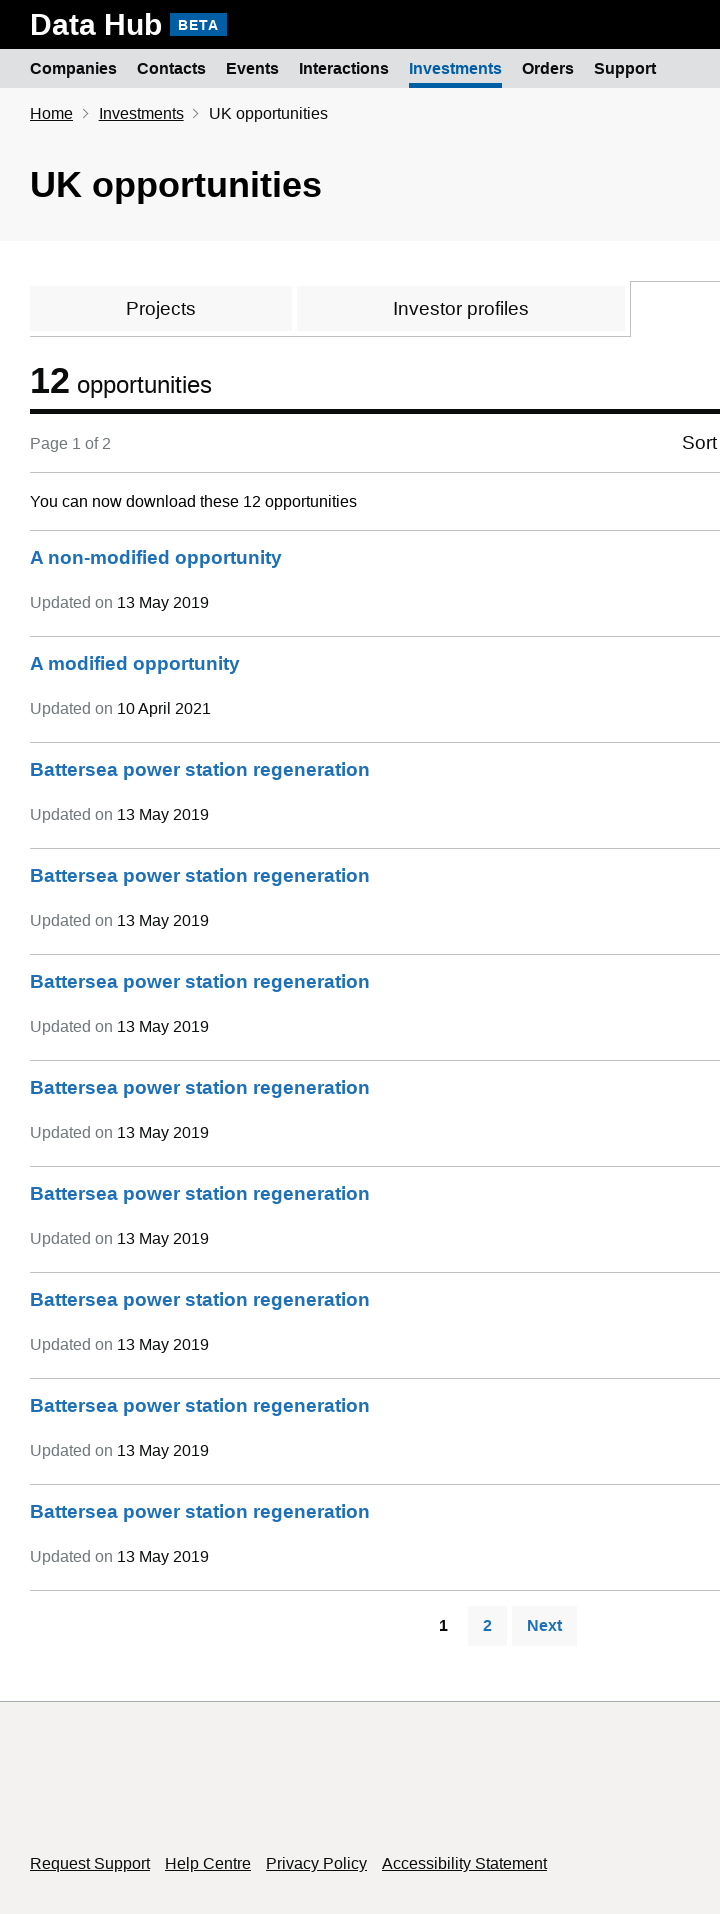 Data Hub BETA
Companies Contacts Events Interactions Investments Orders Support
Home Investments UK opportunities
UK opportunities
Projects Investor profiles
12 opportunities
Page 1 of 2 Sort
You can now download these 12 opportunities
A non-modified opportunity
Updated on 13 May 2019
A modified opportunity
Updated on 10 April 2021
Battersea power station regeneration
Updated on 13 May 2019
Battersea power station regeneration
Updated on 13 May 2019
Battersea power station regeneration
Updated on 13 May 2019
Battersea power station regeneration
Updated on 13 May 2019
Battersea power station regeneration
Updated on 13 May 2019
Battersea power station regeneration
Updated on 13 May 2019
Battersea power station regeneration
Updated on 13 May 2019
Battersea power station regeneration
Updated on 13 May 2019
1 2 Next
Request Support Help Centre Privacy Policy Accessibility Statement